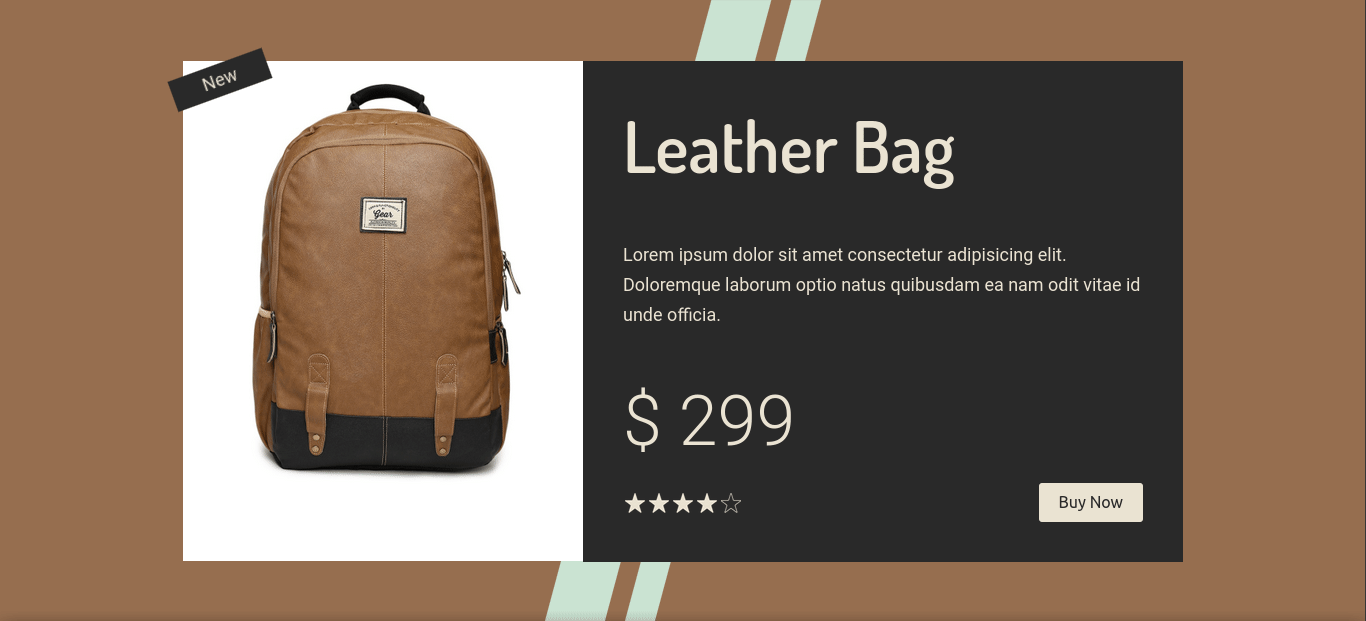 New
Gear
Leather Bag
Lorem ipsum dolor sit amet consectetur adipisicing elit.
Doloremque laborum optio natus quibusdam ea nam odit vitae id
unde officia.
$ 299
Buy Now